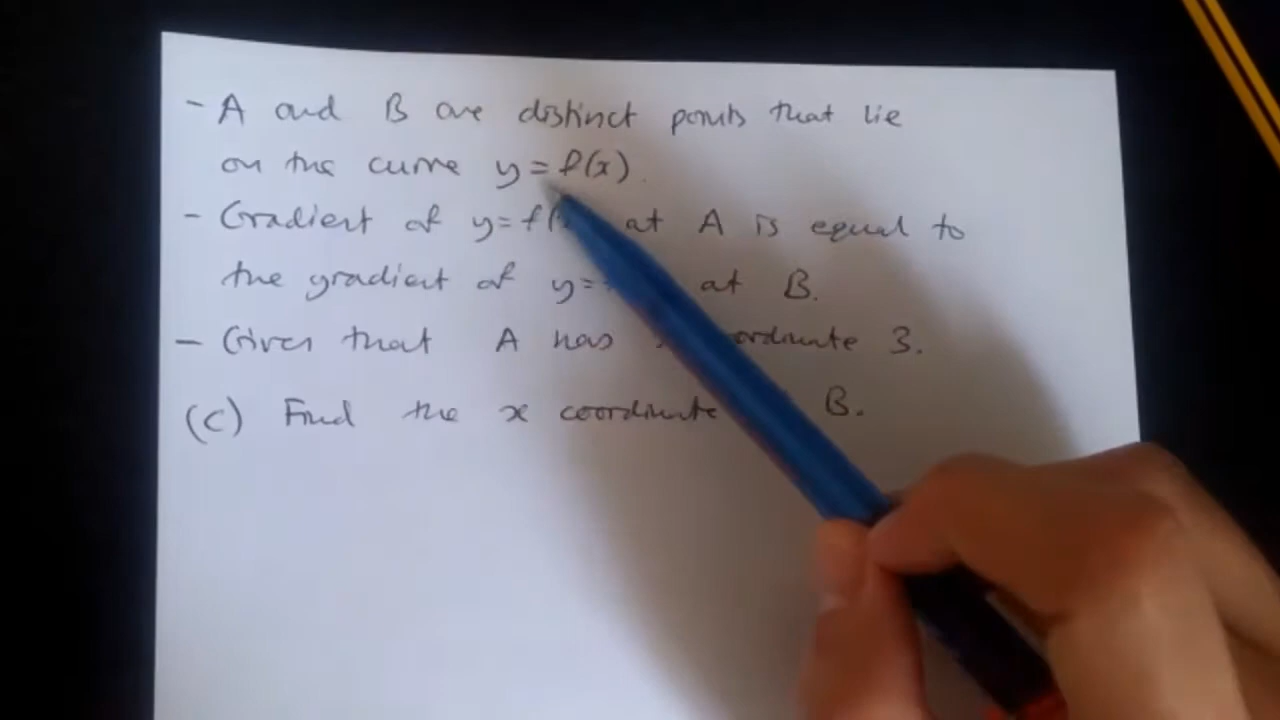 - A and B are distinct points that lie
on the curve y=f(x).
- Gradient of y=f( at A is equal to
the gradient of y= at B.
- Given that A has ordinate 3.
(c) Find the x coordinate B.